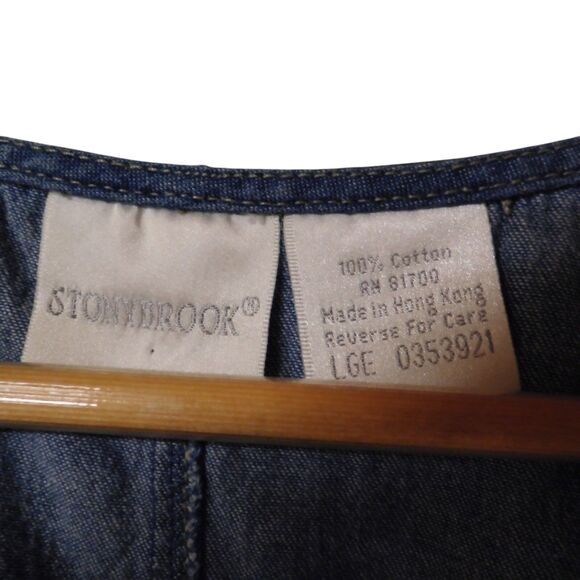 STONYBROOK®
100% Cotton
RN 81700
Made in Hong Kong
Reverse For Care
LGE 0353921